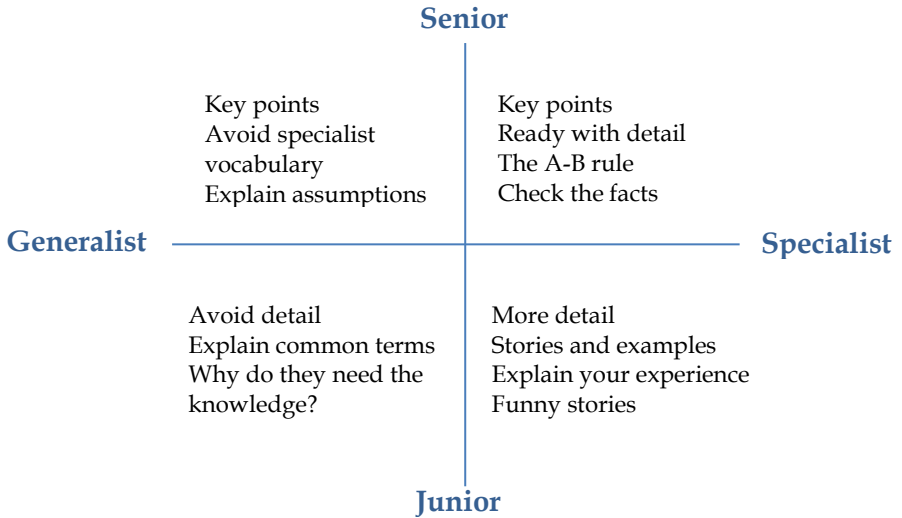 Senior
Key points
Avoid specialist
vocabulary
Explain assumptions
Key points
Ready with detail
The A-B rule
Check the facts
Generalist
Specialist
Avoid detail
Explain common terms
Why do they need the
knowledge?
More detail
Stories and examples
Explain your experience
Funny stories
Junior